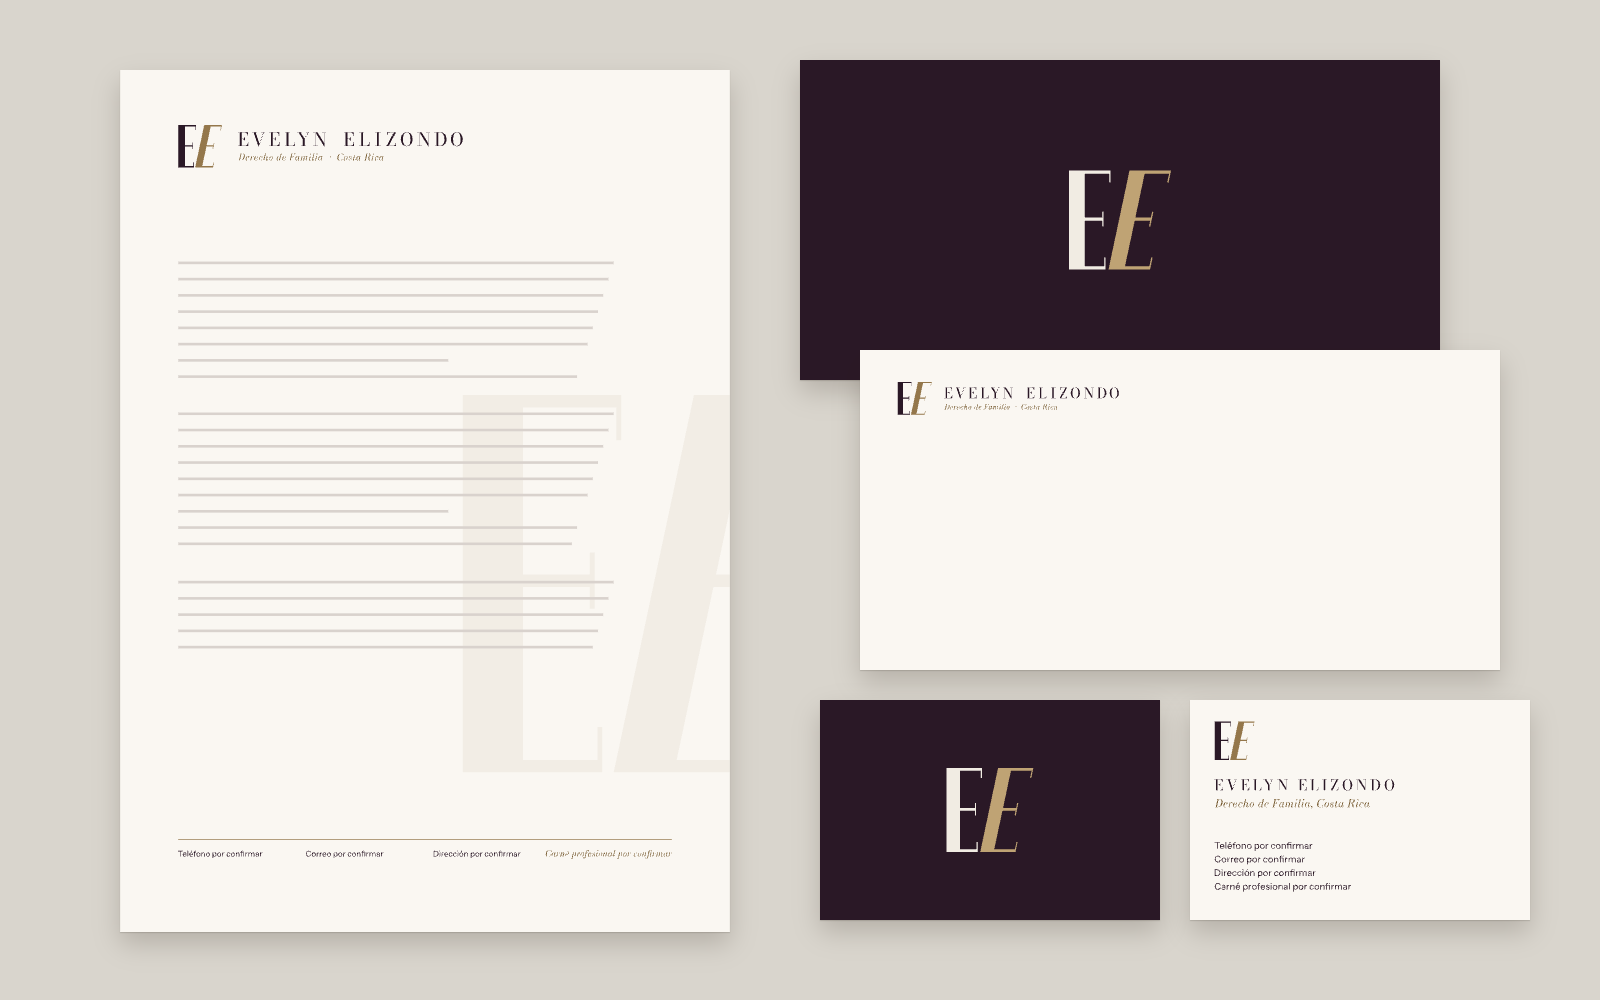 EE EVELYN ELIZONDO
Derecho de Familia · Costa Rica
E
Teléfono por confirmar Correo por confirmar Dirección por confirmar Carné profesional por confirmar
EE
EE EVELYN ELIZONDO
Derecho de Familia · Costa Rica
EE
EE
EVELYN ELIZONDO
Derecho de Familia, Costa Rica
Teléfono por confirmar
Correo por confirmar
Dirección por confirmar
Carné profesional por confirmar